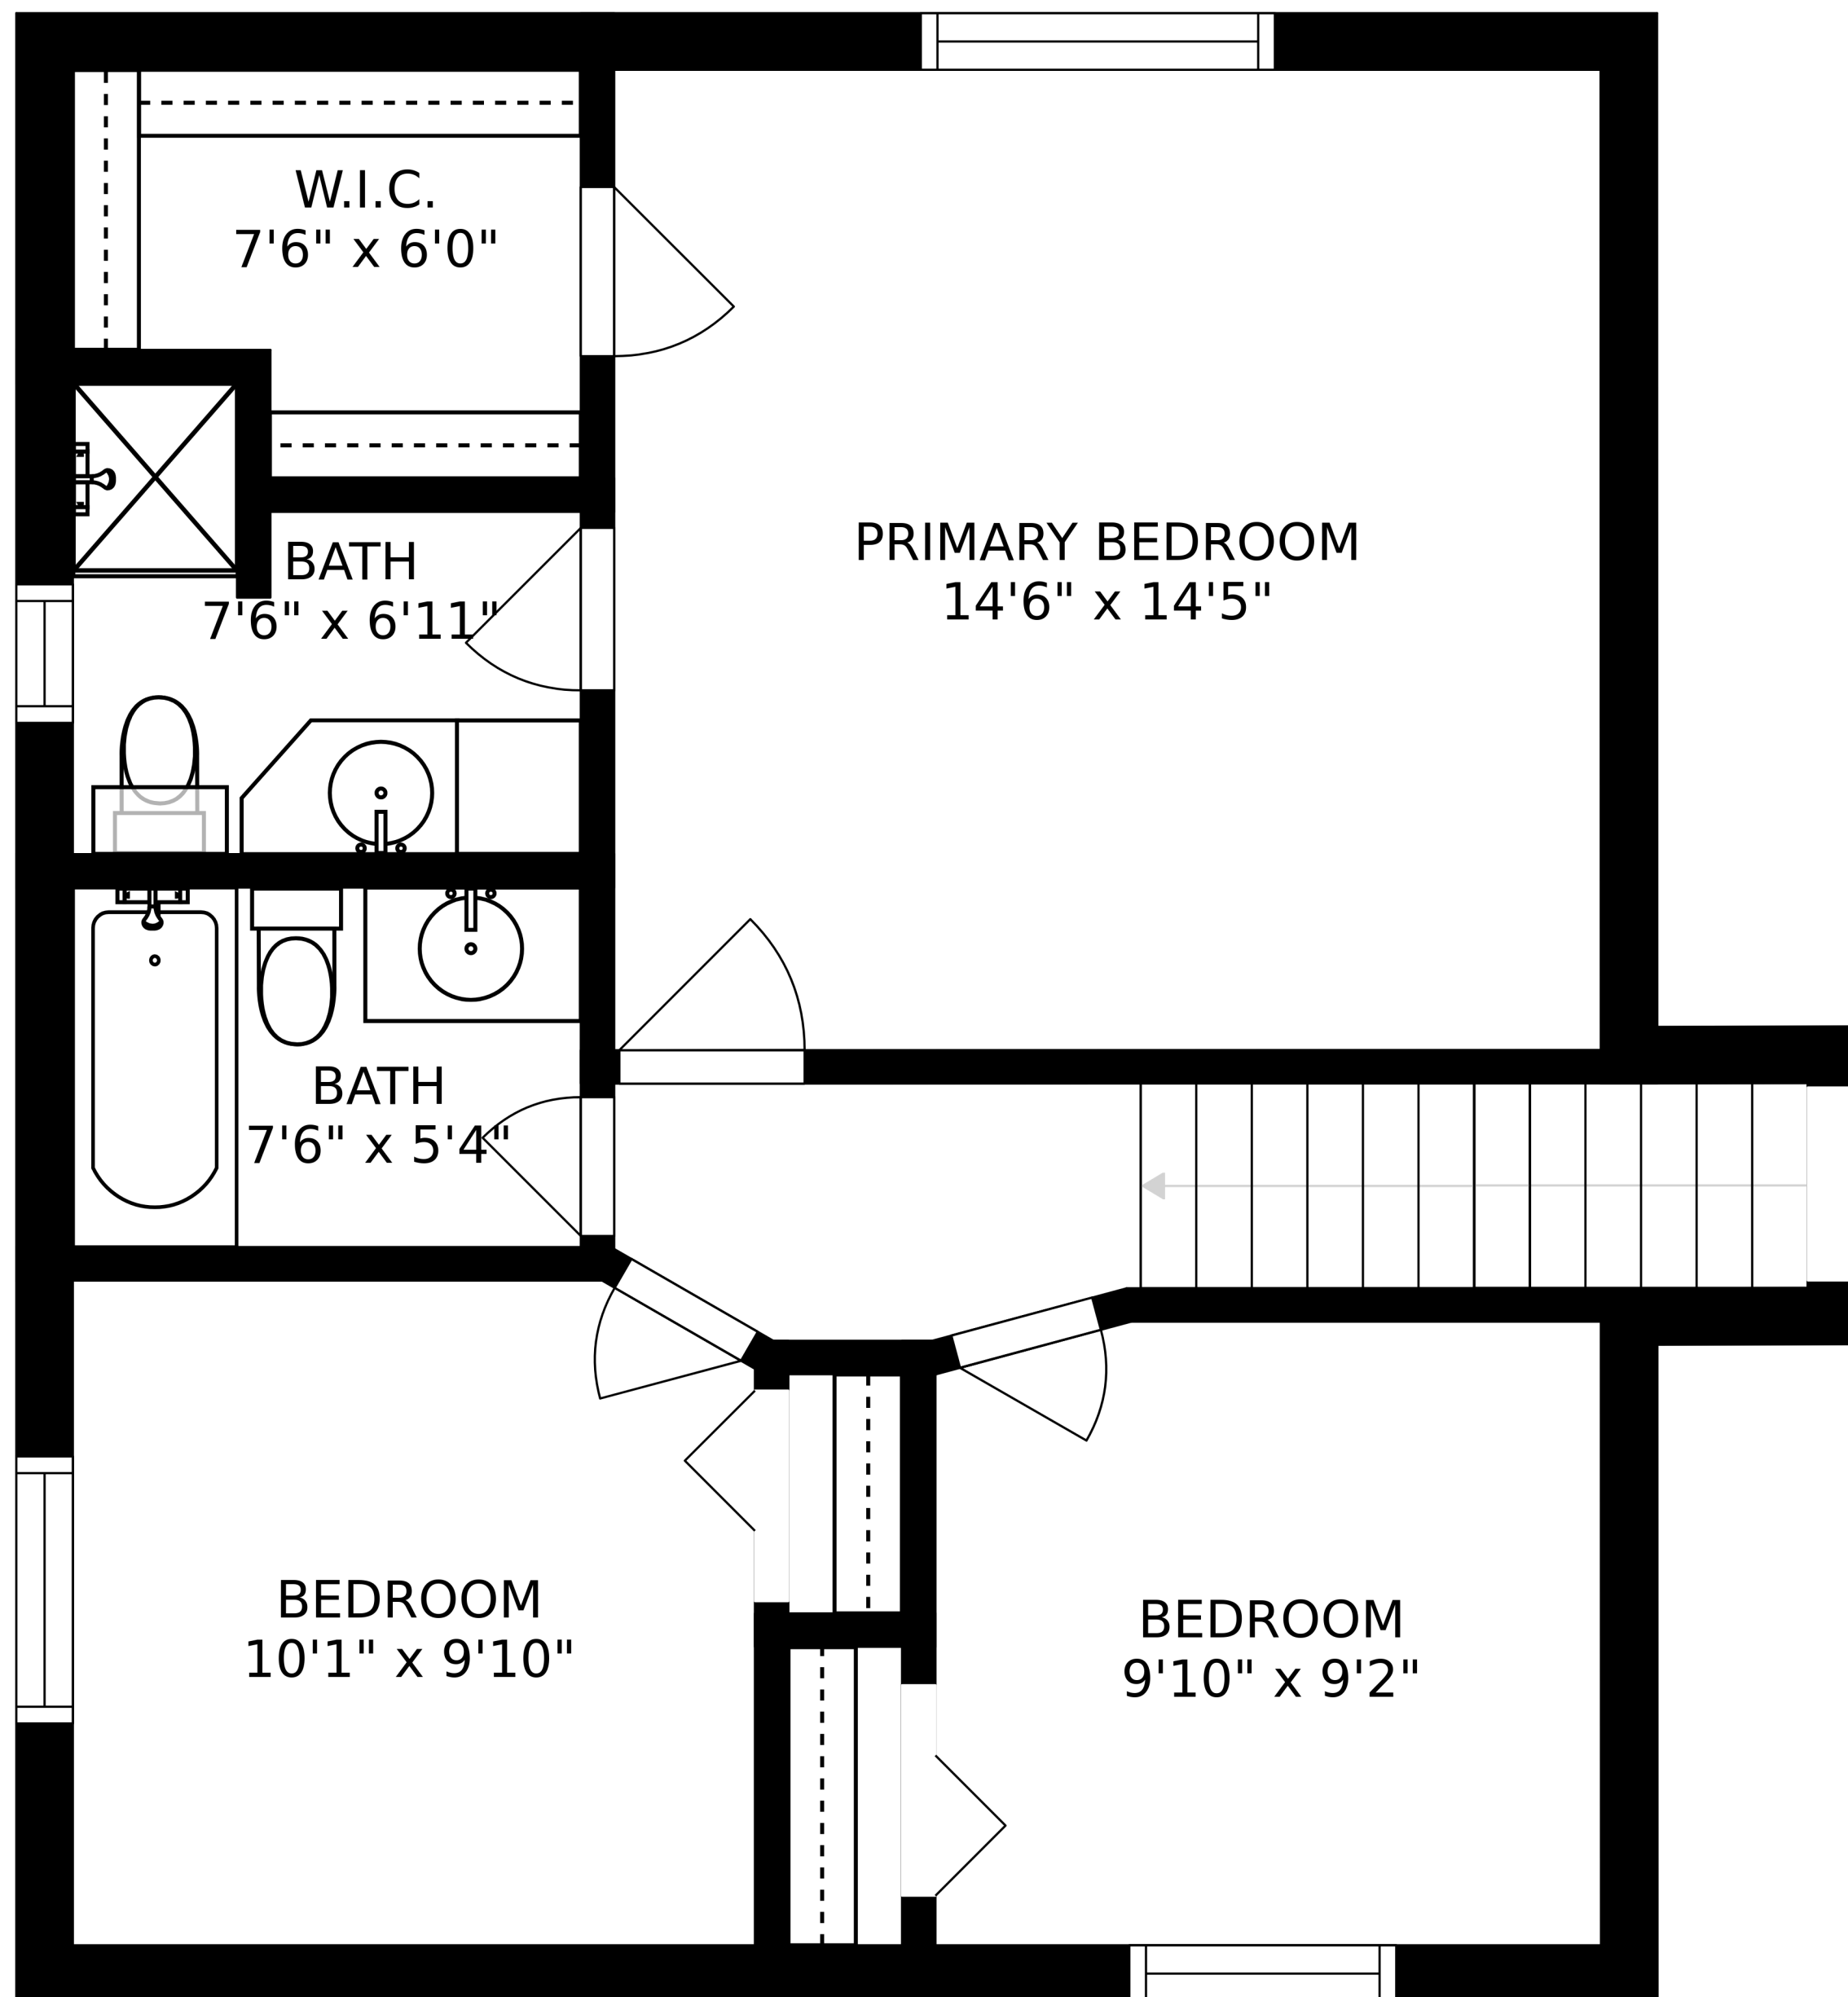 W.I.C.
7'6" x 6'0"
PRIMARY BEDROOM
14'6" x 14'5"
BATH
7'6" x 6'11"
BATH
7'6" x 5'4"
BEDROOM
10'1" x 9'10"
BEDROOM
9'10" x 9'2"